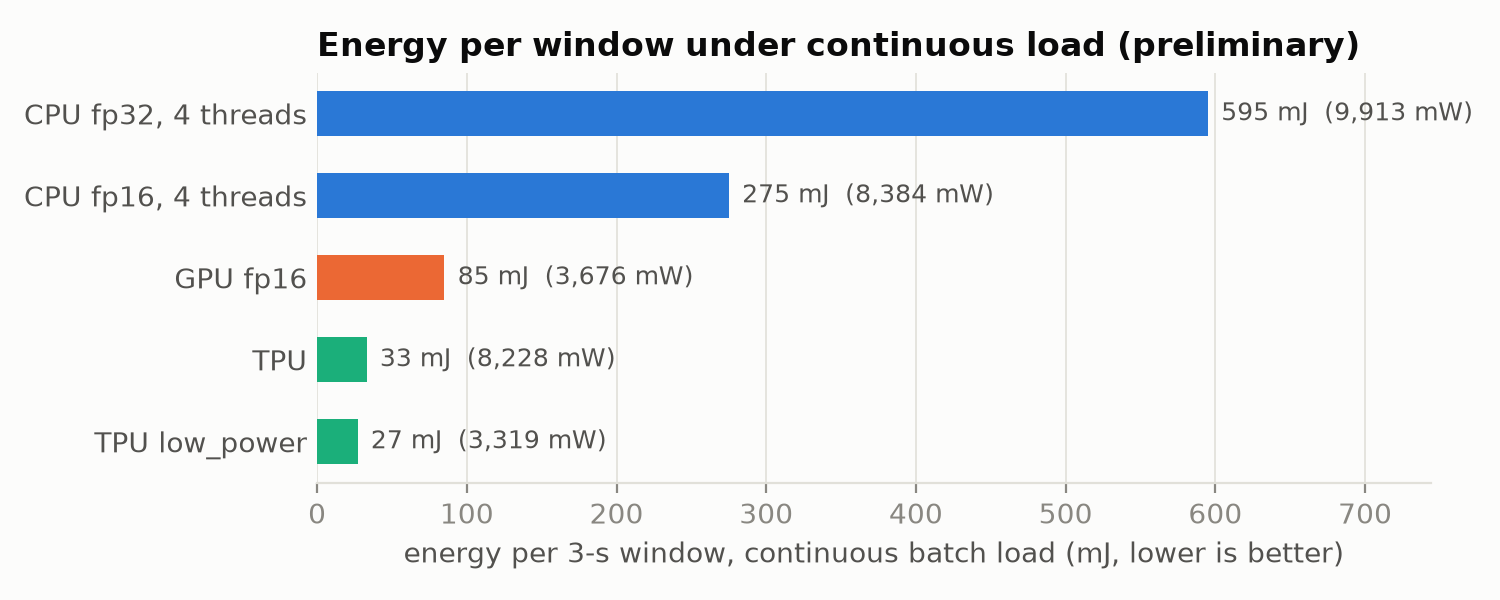 Energy per window under continuous load (preliminary)
CPU fp32, 4 threads 595 mJ (9,913 mW)
CPU fp16, 4 threads 275 mJ (8,384 mW)
GPU fp16 85 mJ (3,676 mW)
TPU 33 mJ (8,228 mW)
TPU low_power 27 mJ (3,319 mW)
0 100 200 300 400 500 600 700
energy per 3-s window, continuous batch load (mJ, lower is better)